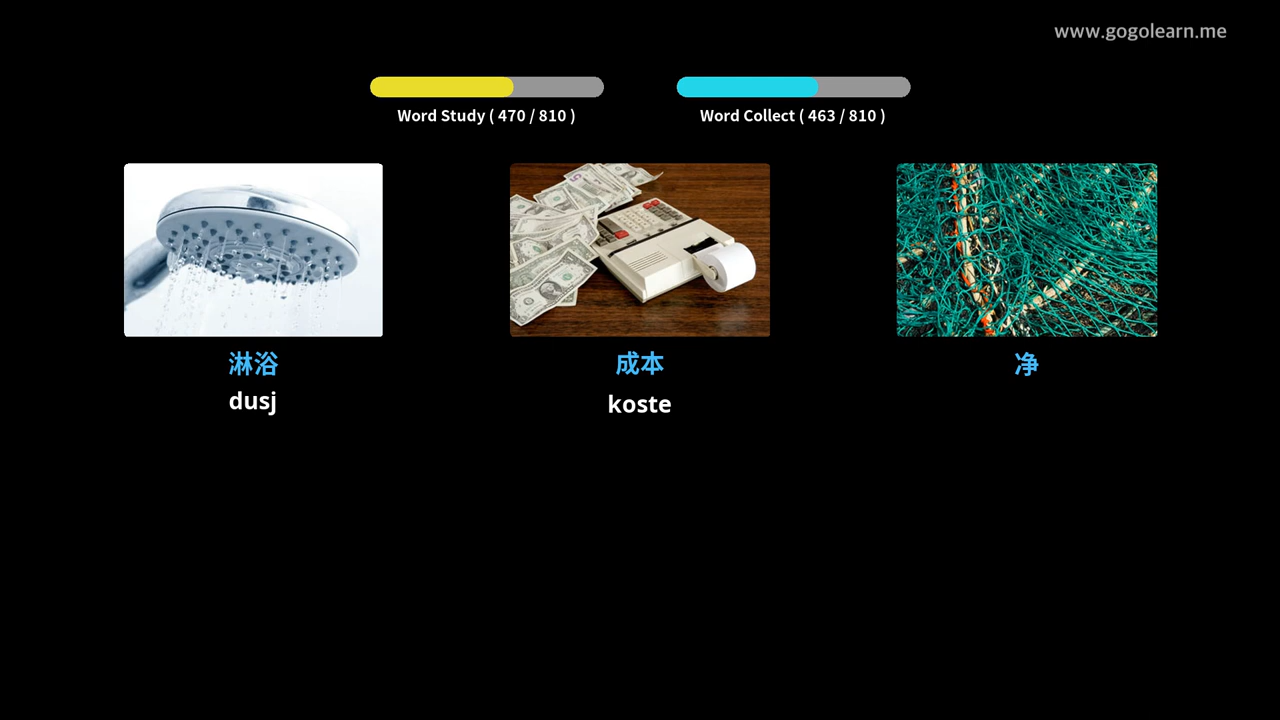 www.gogolearn.me
Word Study ( 470 / 810 )
Word Collect ( 463 / 810 )
淋浴
成本
净
dusj
koste